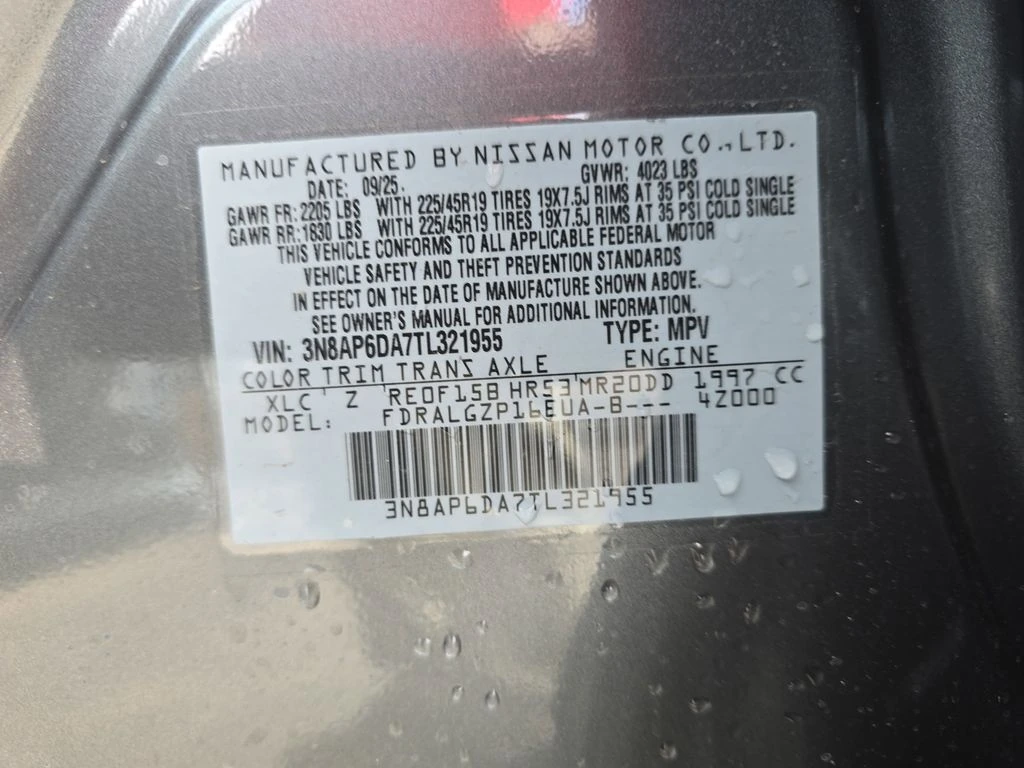 MANUFACTURED BY NISSAN MOTOR CO.,LTD.
DATE: 09/25. GVWR: 4023 LBS
GAWR FR: 2205 LBS WITH 225/45R19 TIRES 19X7.5J RIMS AT 35 PSI COLD SINGLE
GAWR RR: 1830 LBS WITH 225/45R19 TIRES 19X7.5J RIMS AT 35 PSI COLD SINGLE
THIS VEHICLE CONFORMS TO ALL APPLICABLE FEDERAL MOTOR
VEHICLE SAFETY AND THEFT PREVENTION STANDARDS
IN EFFECT ON THE DATE OF MANUFACTURE SHOWN ABOVE.
SEE OWNER'S MANUAL FOR ADDITIONAL INFORMATION.
VIN: 3N8AP6DA7TL321955 TYPE: MPV
COLOR TRIM TRANS AXLE ENGINE
XLC Z RE0F15B HR53 MR20DD 1997 CC
MODEL: FDRALGZP16EUA-B--- 42000
3N8AP6DA7TL321955